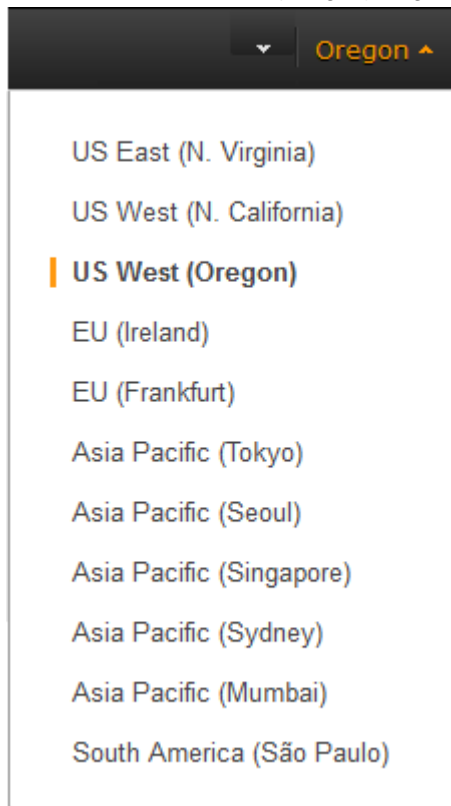 Oregon
US East (N. Virginia)
US West (N. California)
US West (Oregon)
EU (Ireland)
EU (Frankfurt)
Asia Pacific (Tokyo)
Asia Pacific (Seoul)
Asia Pacific (Singapore)
Asia Pacific (Sydney)
Asia Pacific (Mumbai)
South America (São Paulo)